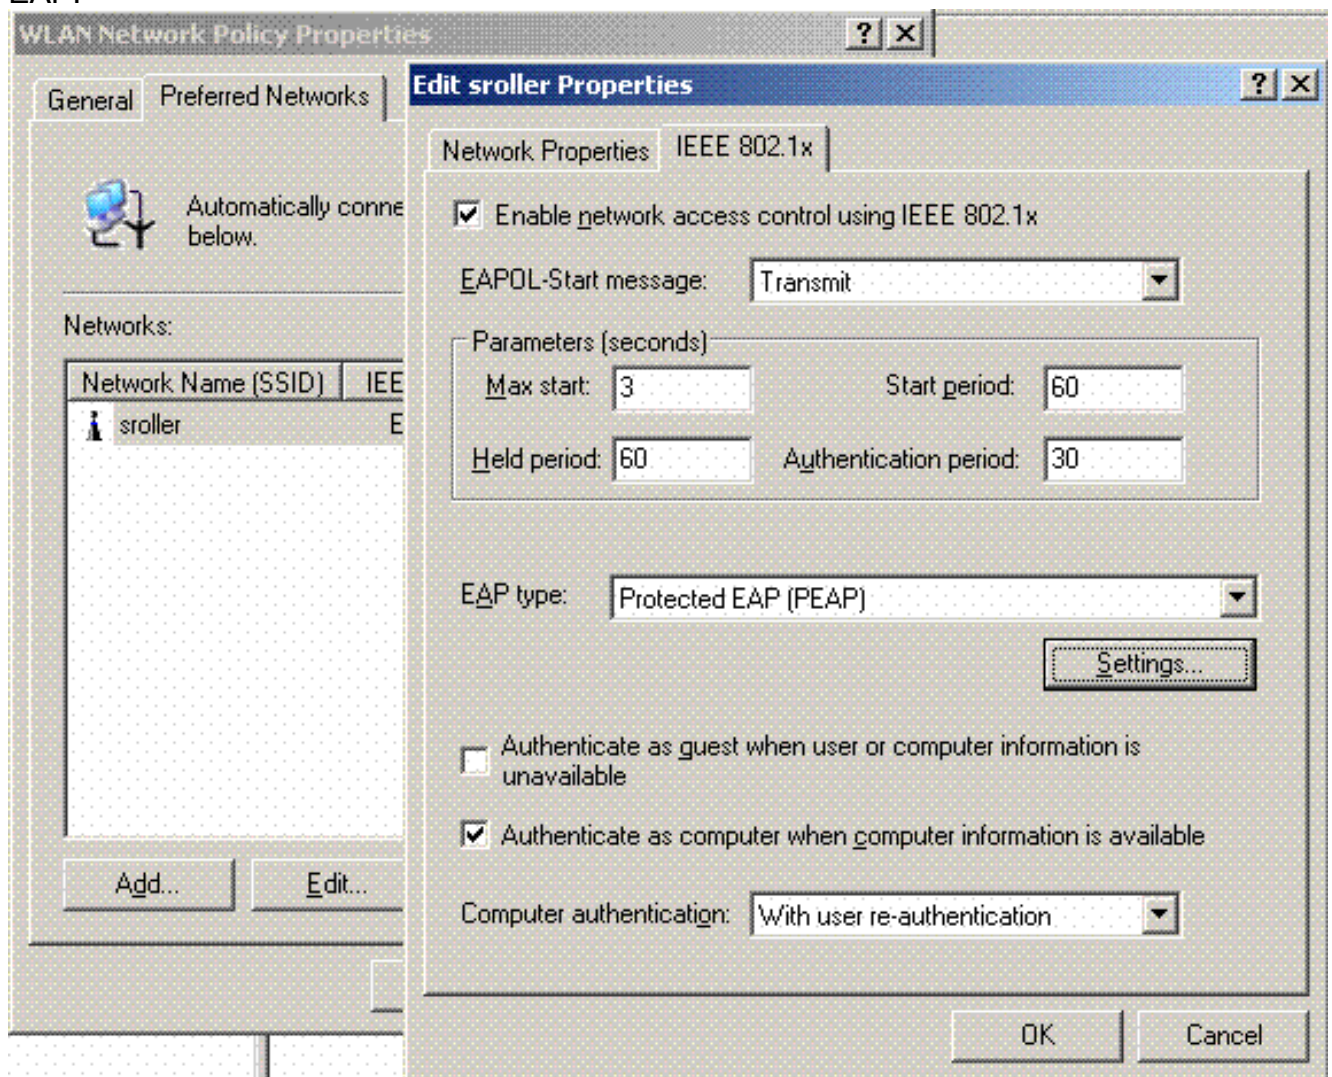 WLAN Network Policy Properties
General
Preferred Networks
Automatically conne
below.
Networks:
Network Name (SSID)
IEE
sroller
E
Add...
Edit...
Edit sroller Properties
Network Properties
IEEE 802.1x
Enable network access control using IEEE 802.1x
EAPOL-Start message:
Transmit
Parameters (seconds)
Max start:
3
Start period:
60
Held period:
60
Authentication period:
30
EAP type:
Protected EAP (PEAP)
Settings...
Authenticate as guest when user or computer information is
unavailable
Authenticate as computer when computer information is available
Computer authentication:
With user re-authentication
OK
Cancel